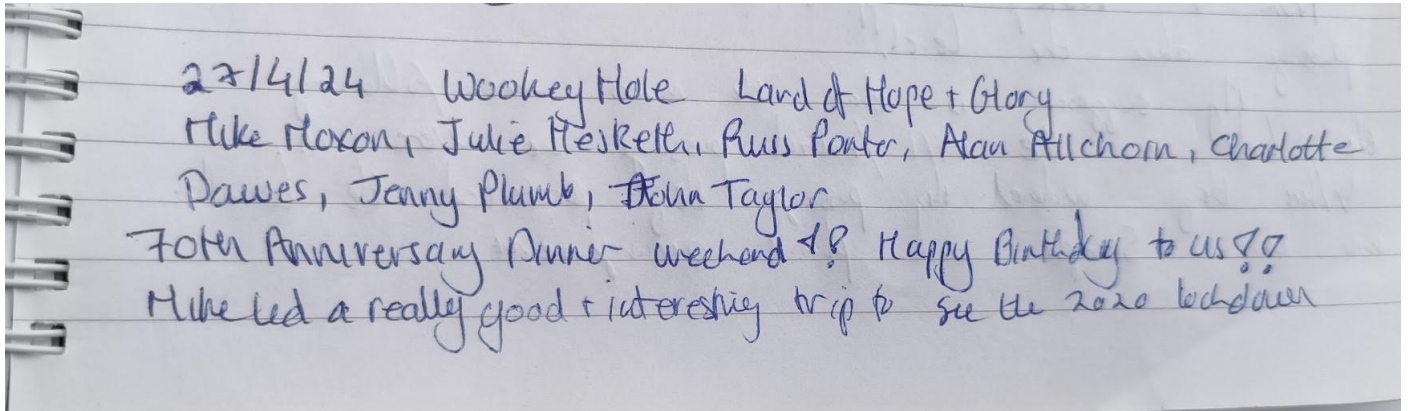 27/4/24 Wookey Hole Land of Hope + Glory
Mike Moxon, Julie Hesketh, Russ Porter, Alan Allchorn, Charlotte
Dawes, Jenny Plumb, John Taylor
70th Anniversary Dinner weekend!! Happy Birthday to us!!
Mike led a really good + interesting trip to see the 2020 lockdown